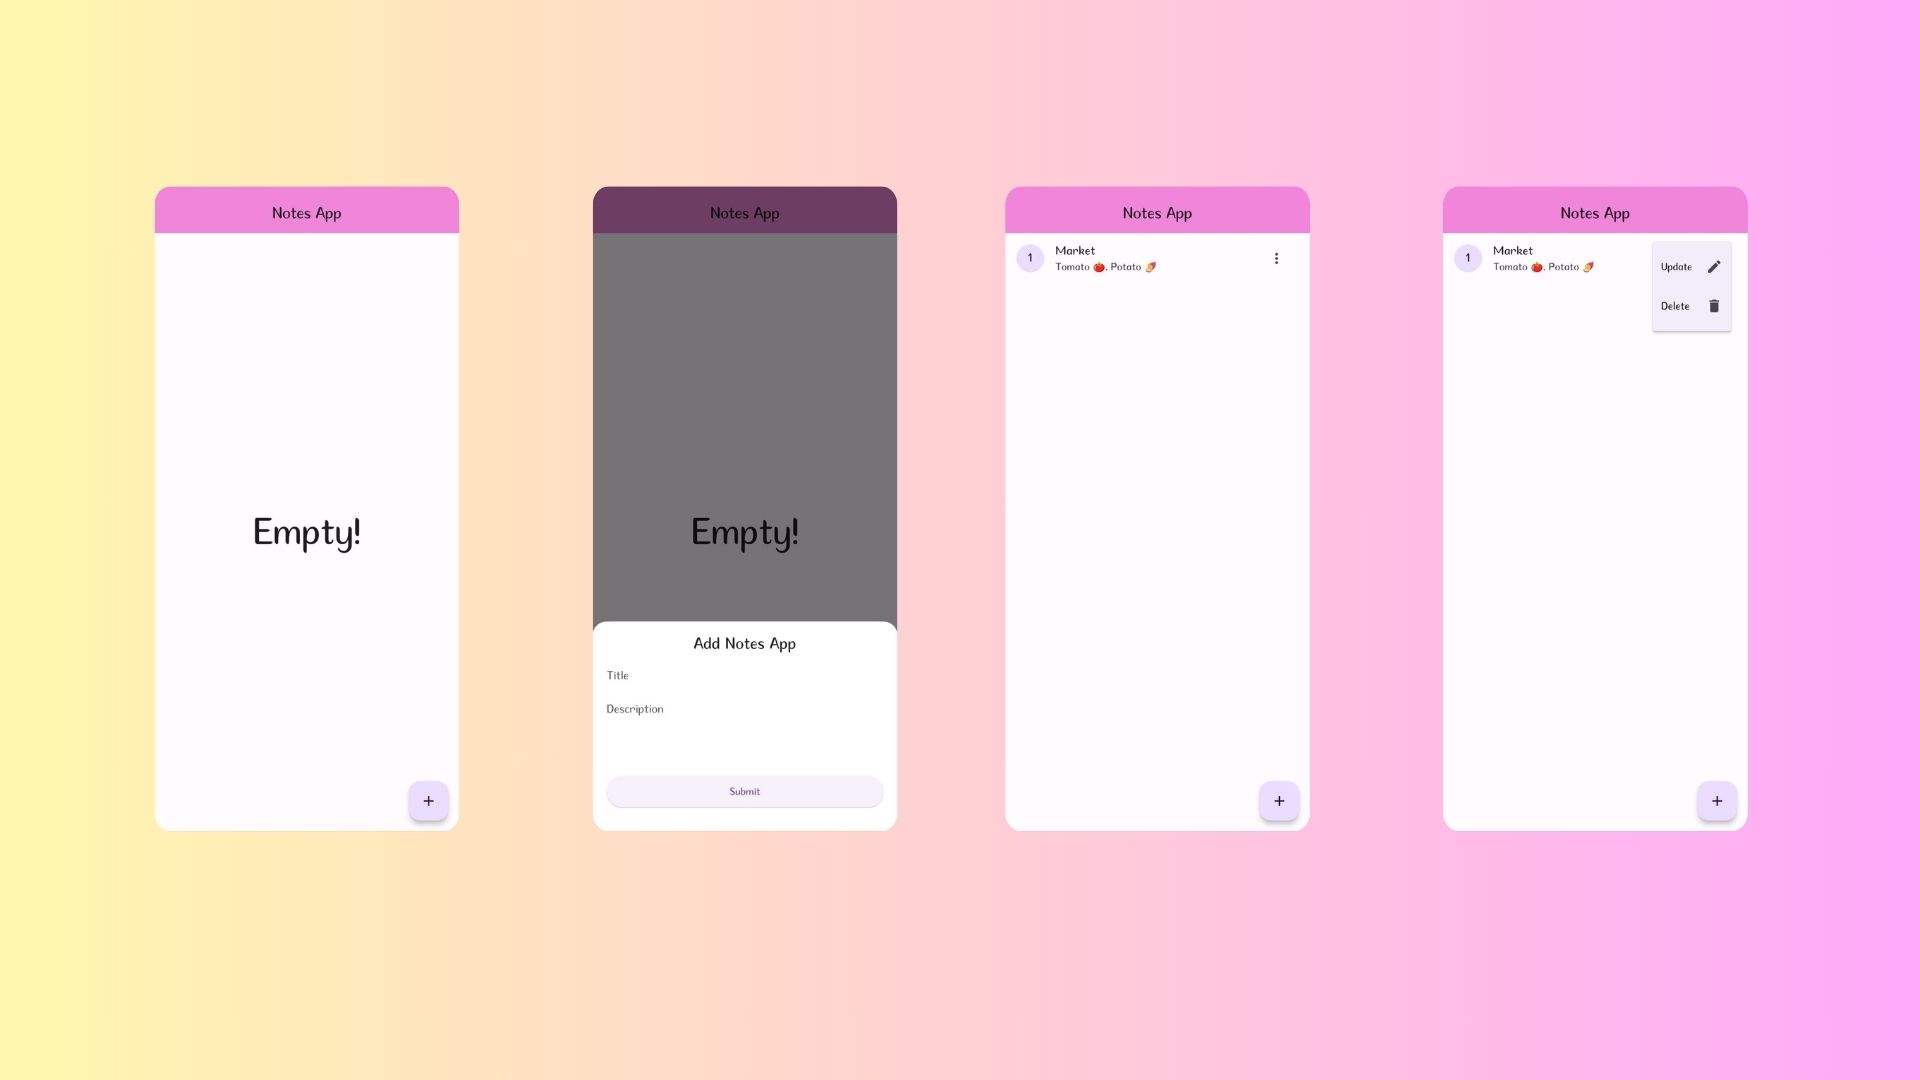 Notes App
Empty!
+
Notes App
Empty!
Add Notes App
Title
Description
Submit
Notes App
1
Market
Tomato 🍅, Potato 🍠
+
Notes App
1
Market
Tomato 🍅, Potato 🍠
Update
Delete
+